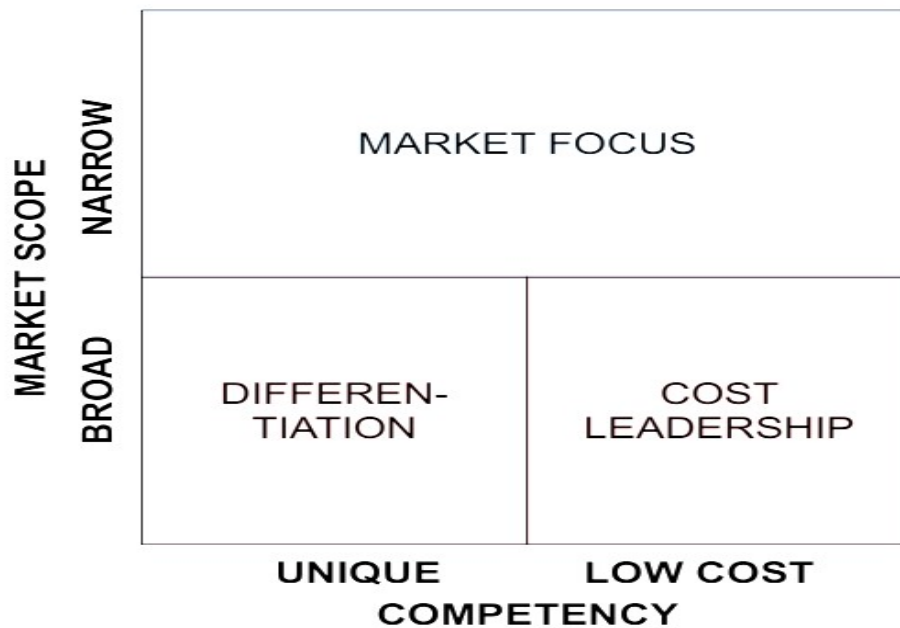 MARKET SCOPE
NARROW
MARKET FOCUS
BROAD
DIFFEREN-
TIATION
COST
LEADERSHIP
UNIQUE
LOW COST
COMPETENCY